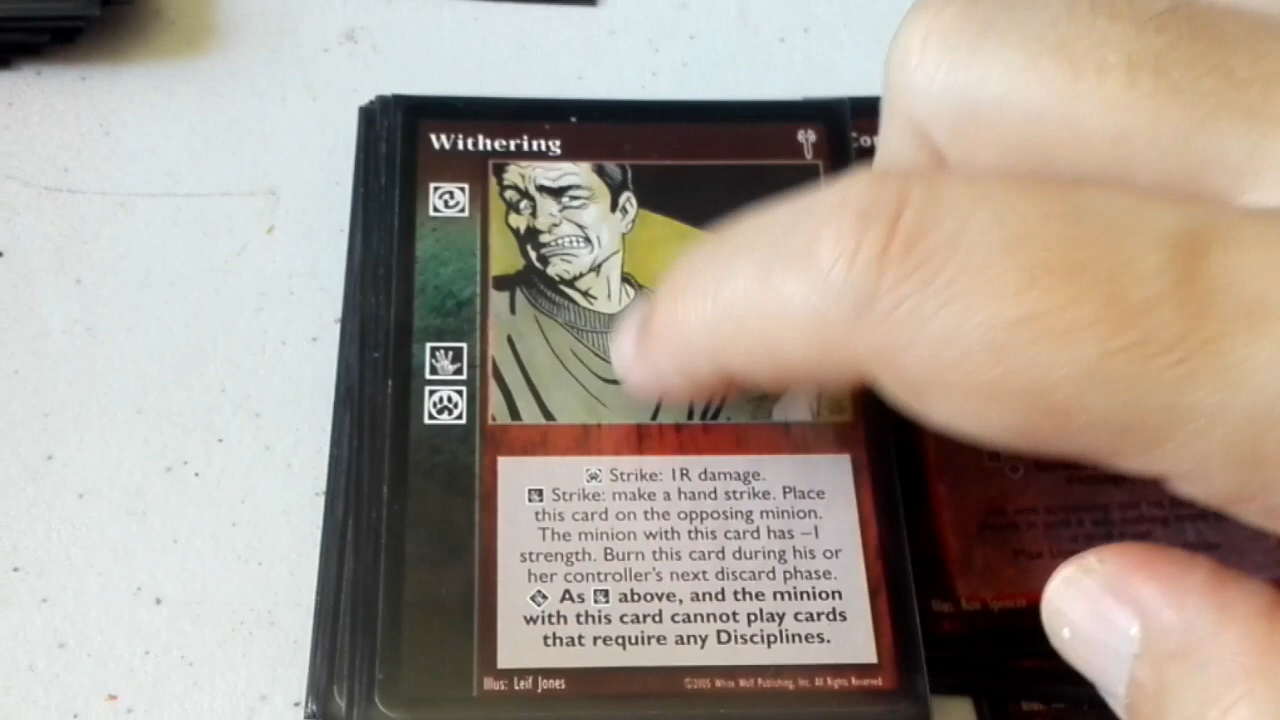 Withering
Strike: 1R damage.
Strike: make a hand strike. Place
this card on the opposing minion.
The minion with this card has –1
strength. Burn this card during his or
her controller's next discard phase.
As above, and the minion
with this card cannot play cards
that require any Disciplines.
Illus: Leif Jones
©2005 White Wolf Publishing, Inc. All Rights Reserved